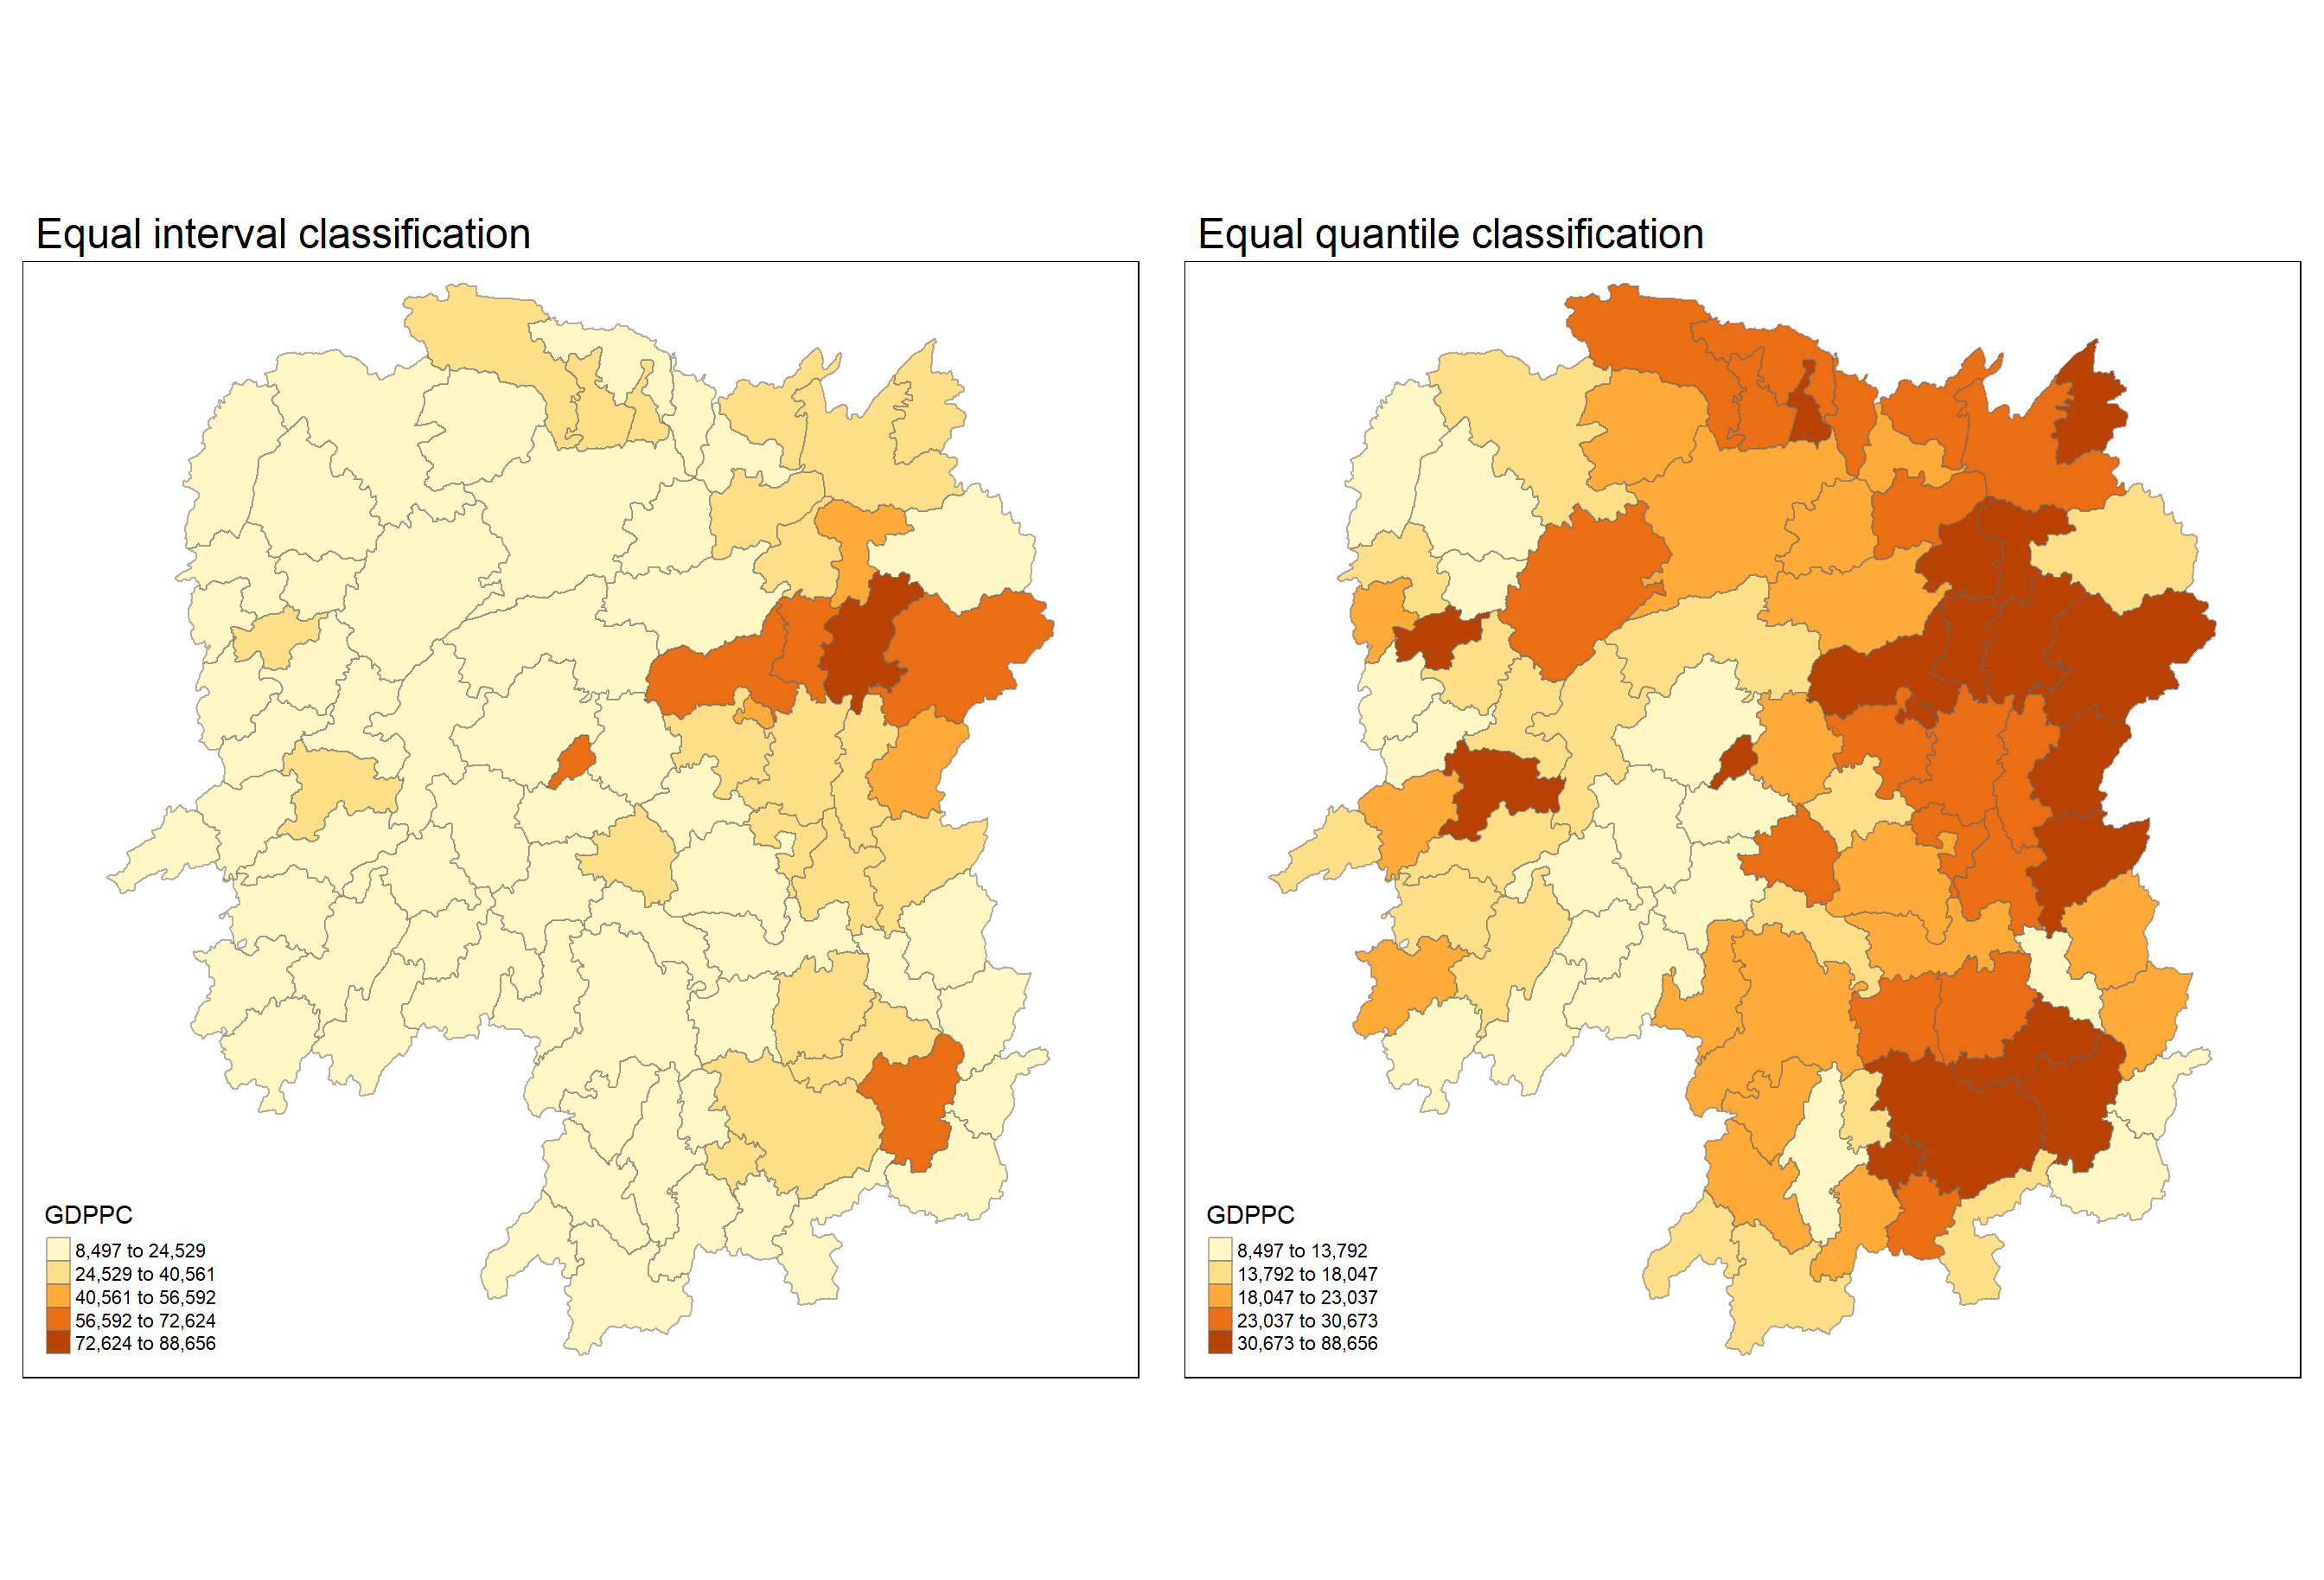 Equal interval classification
GDPPC
8,497 to 24,529
24,529 to 40,561
40,561 to 56,592
56,592 to 72,624
72,624 to 88,656
Equal quantile classification
GDPPC
8,497 to 13,792
13,792 to 18,047
18,047 to 23,037
23,037 to 30,673
30,673 to 88,656